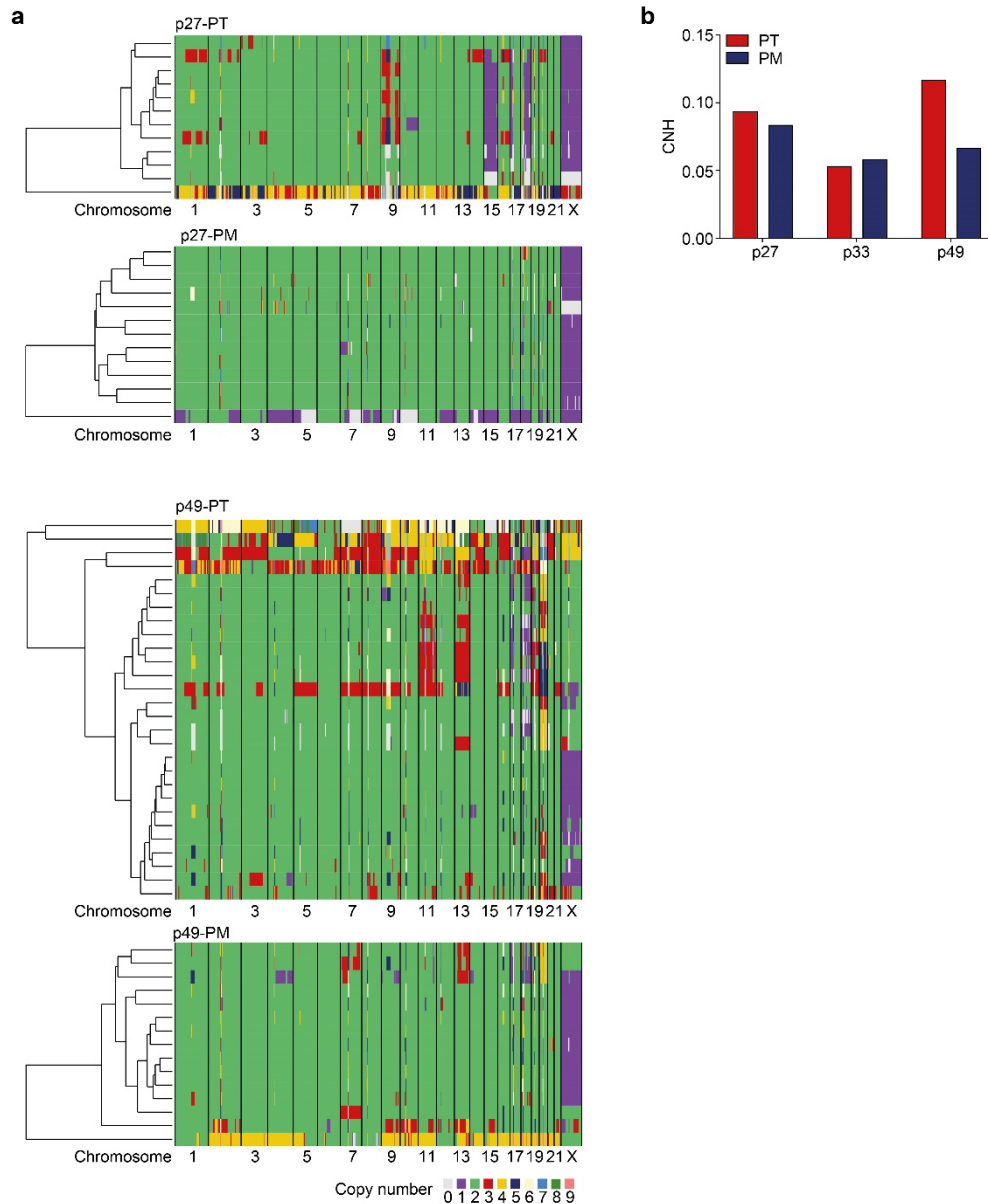 a
p27-PT
Chromosome 1 3 5 7 9 11 13 15 17 19 21 X
p27-PM
Chromosome 1 3 5 7 9 11 13 15 17 19 21 X
p49-PT
Chromosome 1 3 5 7 9 11 13 15 17 19 21 X
p49-PM
Chromosome 1 3 5 7 9 11 13 15 17 19 21 X
Copy number 0 1 2 3 4 5 6 7 8 9
b
0.15
0.10
0.05
0.00
CNH
PT
PM
p27 p33 p49